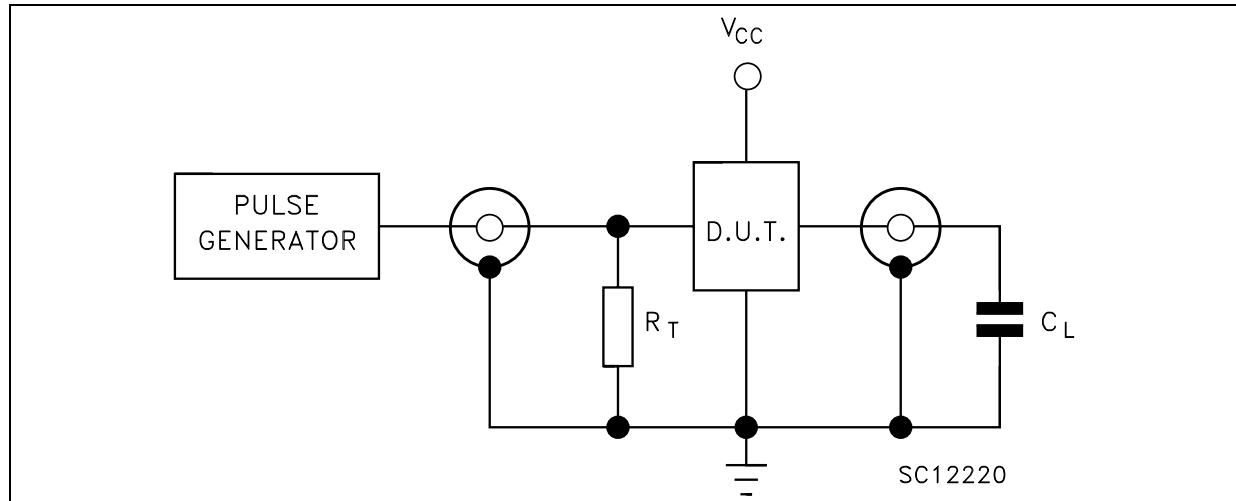 VCC
PULSE
GENERATOR
D.U.T.
RT
CL
SC12220